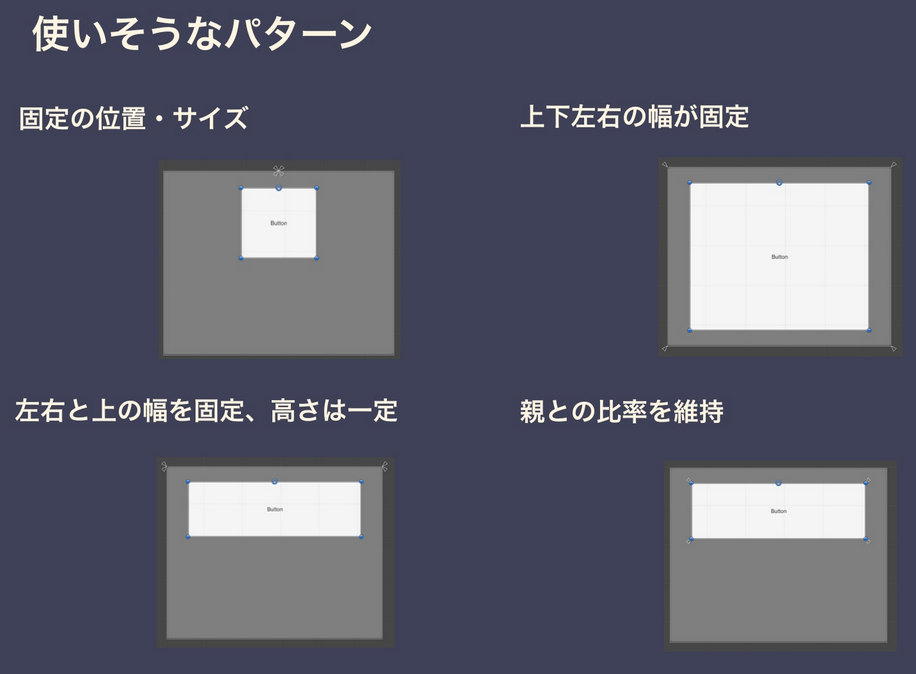 使いそうなパターン
固定の位置・サイズ
上下左右の幅が固定
Button
Button
左右と上の幅を固定、高さは一定
親との比率を維持
Button
Button